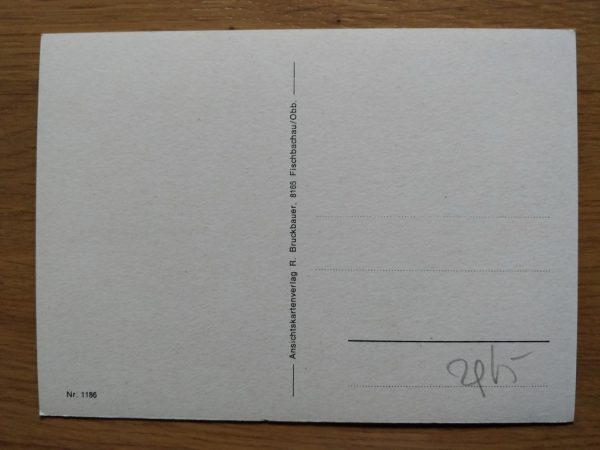 Ansichtskartenverlag R. Bruckbauer, 8165 Fischbachau/Obb.
Nr. 1186